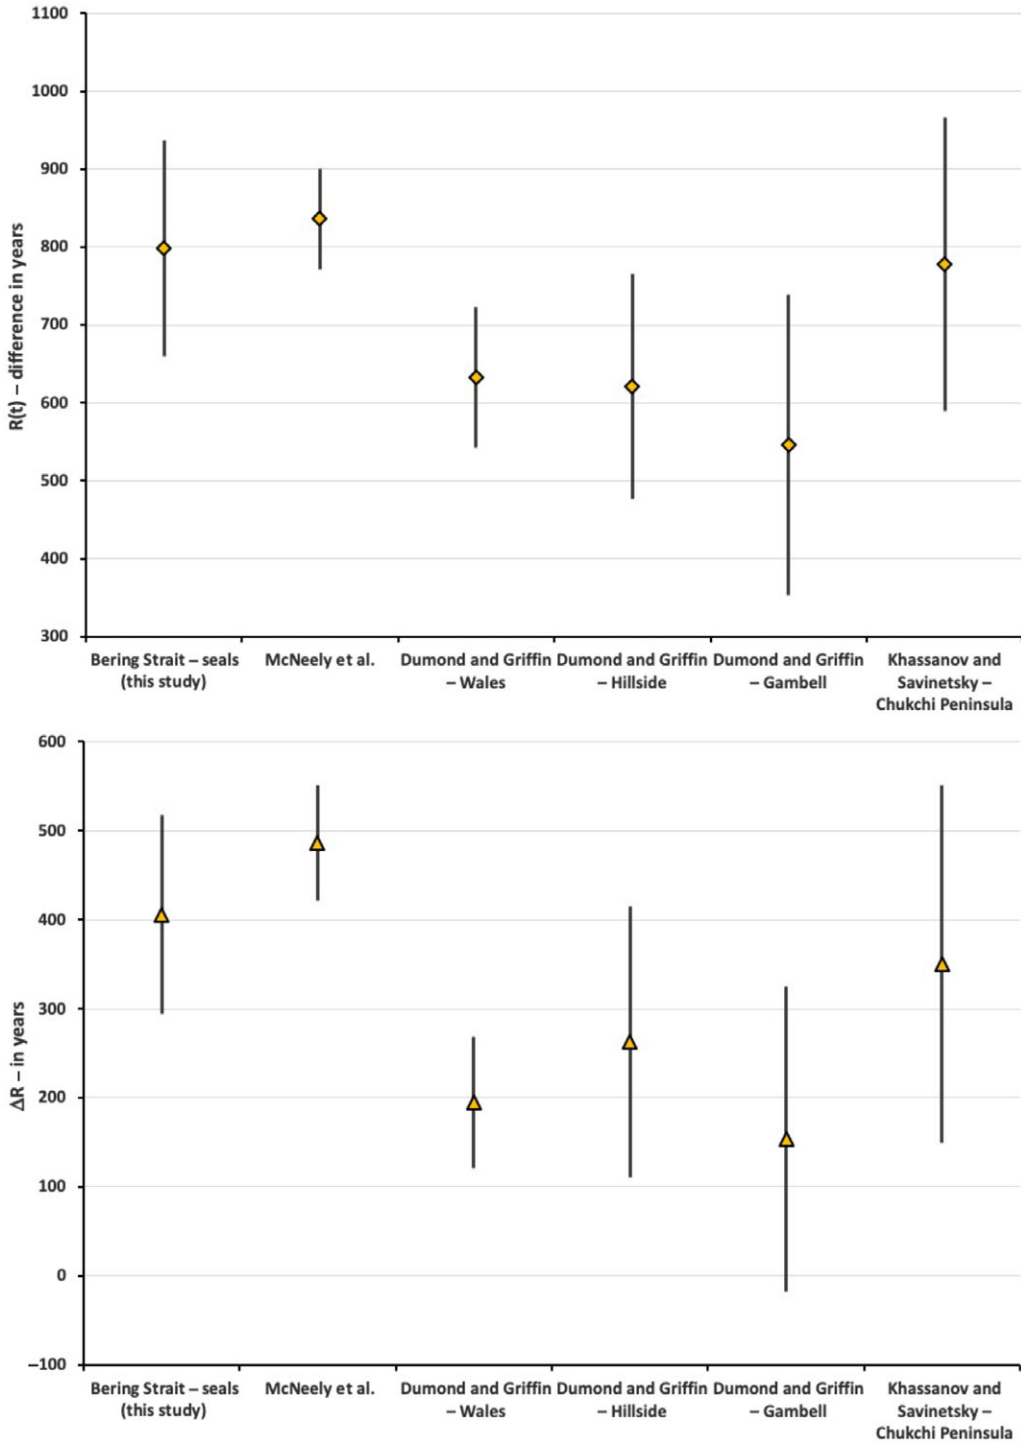 1100
1000
900
800
700
600
500
400
300
R(t) – difference in years
Bering Strait – seals
(this study)
McNeely et al.
Dumond and Griffin
– Wales
Dumond and Griffin
– Hillside
Dumond and Griffin
– Gambell
Khassanov and
Savinetsky –
Chukchi Peninsula
600
500
400
300
200
100
0
–100
ΔR – in years
Bering Strait – seals
(this study)
McNeely et al.
Dumond and Griffin
– Wales
Dumond and Griffin
– Hillside
Dumond and Griffin
– Gambell
Khassanov and
Savinetsky –
Chukchi Peninsula